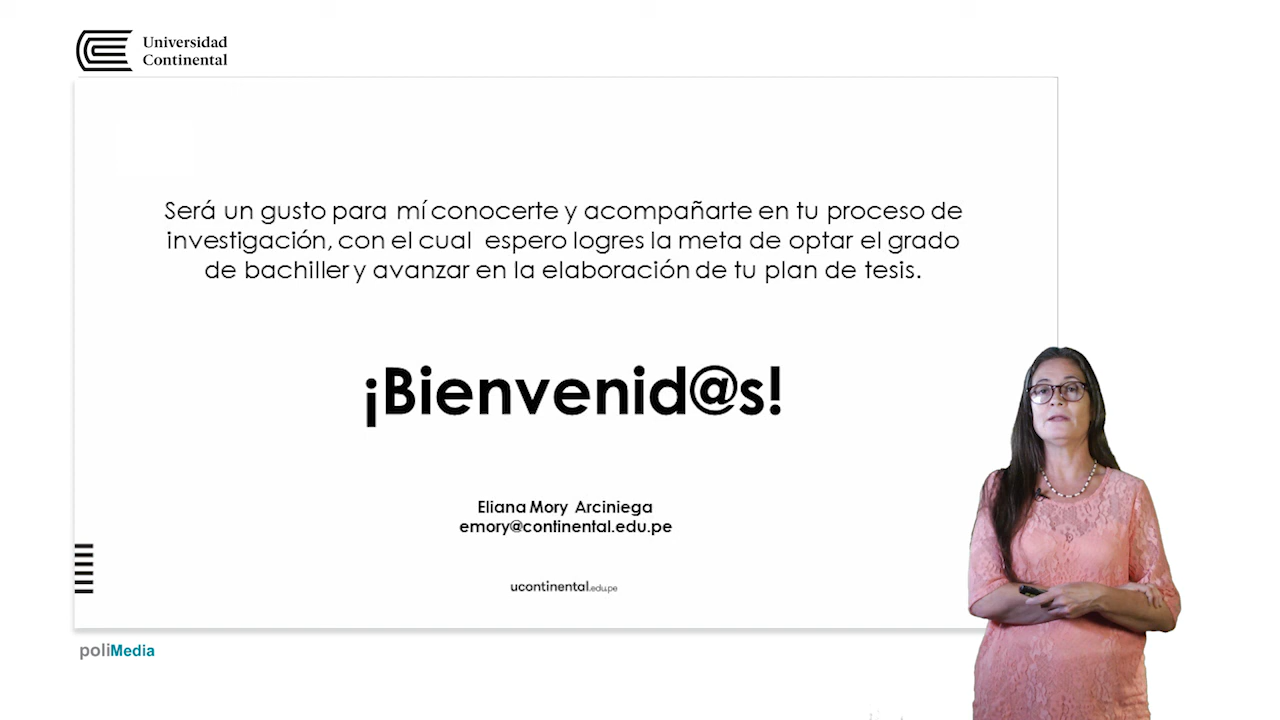 Universidad
Continental
Será un gusto para mí conocerte y acompañarte en tu proceso de
investigación, con el cual espero logres la meta de optar el grado
de bachiller y avanzar en la elaboración de tu plan de tesis.
¡Bienvenid@s!
Eliana Mory Arciniega
emory@continental.edu.pe
ucontinental.edu.pe
poliMedia